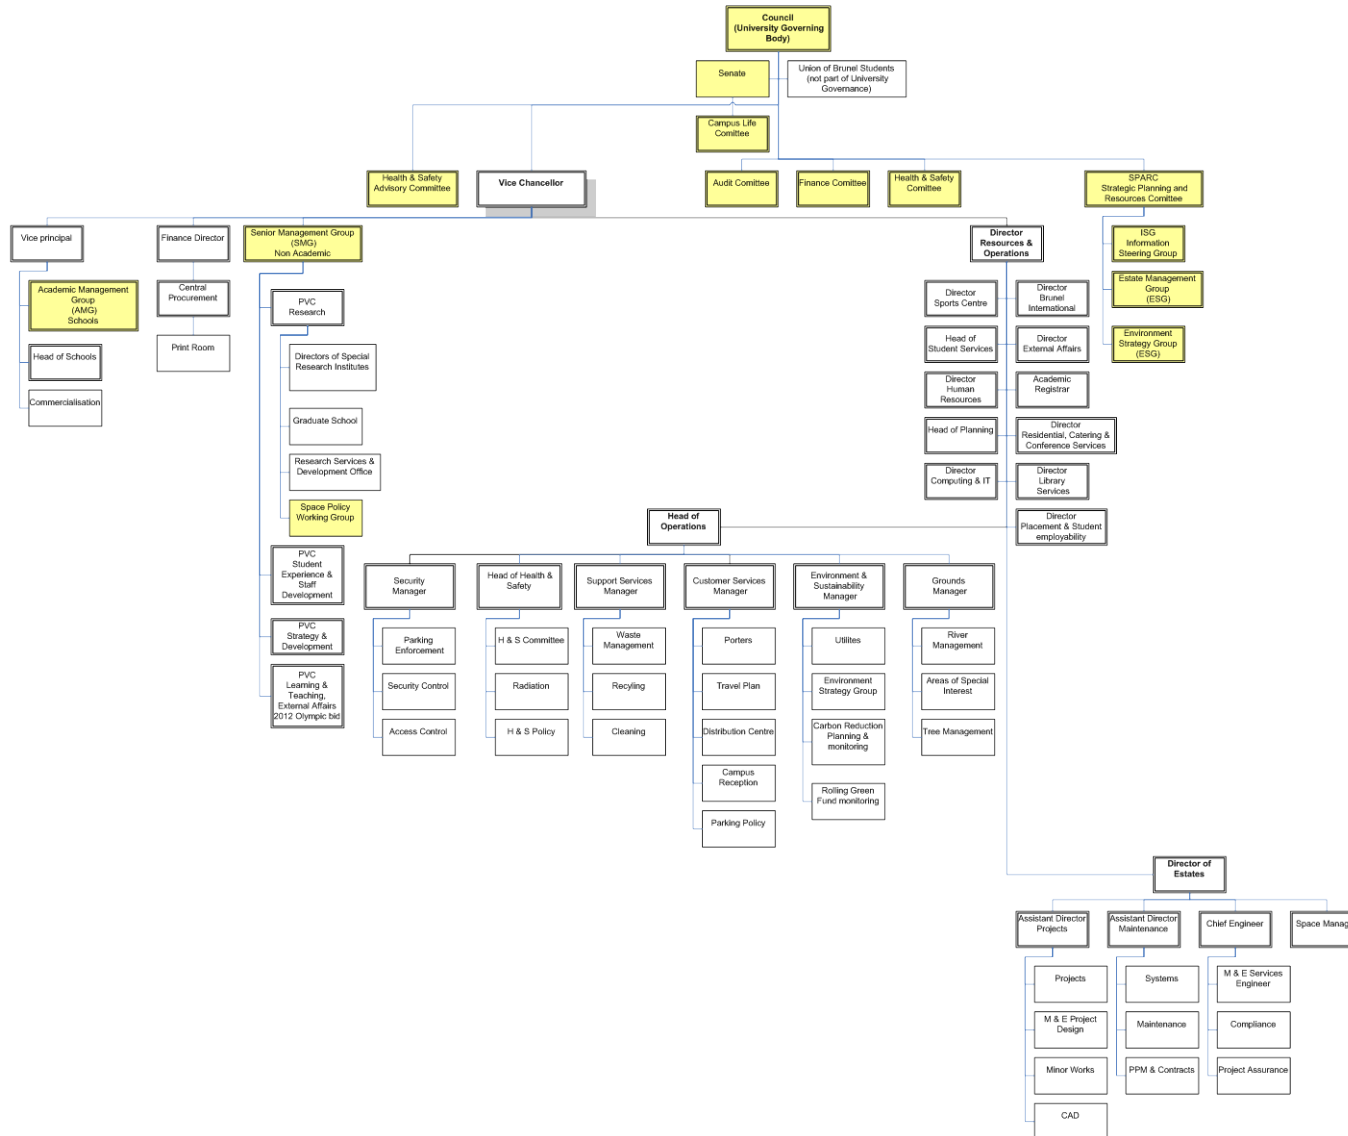 Council
(University Governing
Body)
Senate
Union of Brunel Students
(not part of University
Governance)
Campus Life
Comittee
Health & Safety
Advisory Committee
Vice Chancellor
Audit Comittee
Finance Comittee
Health & Safety
Comittee
SPARC
Strategic Planning and
Resources Comittee
Vice principal
Finance Director
Senior Management Group
(SMG)
Non Academic
Director
Resources &
Operations
ISG
Information
Steering Group
Academic Management
Group
(AMG)
Schools
Central
Procurement
PVC
Research
Director
Sports Centre
Director
Brunel
International
Estate Management
Group
(ESG)
Head of Schools
Print Room
Directors of Special
Research Institutes
Head of
Student Services
Director
External Affairs
Environment
Strategy Group
(ESG)
Commercialisation
Graduate School
Director
Human
Resources
Academic
Registrar
Head of Planning
Director
Residential, Catering &
Conference Services
Research Services &
Development Office
Director
Computing & IT
Director
Library
Services
Space Policy
Working Group
Head of
Operations
Director
Placement & Student
employability
PVC
Student
Experience &
Staff
Development
Security
Manager
Head of Health &
Safety
Support Services
Manager
Customer Services
Manager
Environment &
Sustainability
Manager
Grounds
Manager
PVC
Strategy &
Development
Parking
Enforcement
H & S Committee
Waste
Management
Porters
Utilites
River
Management
PVC
Learning &
Teaching,
External Affairs
2012 Olympic bid
Security Control
Radiation
Recyling
Travel Plan
Environment
Strategy Group
Areas of Special
Interest
Access Control
H & S Policy
Cleaning
Distribution Centre
Carbon Reduction
Planning &
monitoring
Tree Management
Campus
Reception
Rolling Green
Fund monitoring
Parking Policy
Director of
Estates
Assistant Director
Projects
Assistant Director
Maintenance
Chief Engineer
Space Manag
Projects
Systems
M & E Services
Engineer
M & E Project
Design
Maintenance
Compliance
Minor Works
PPM & Contracts
Project Assurance
CAD